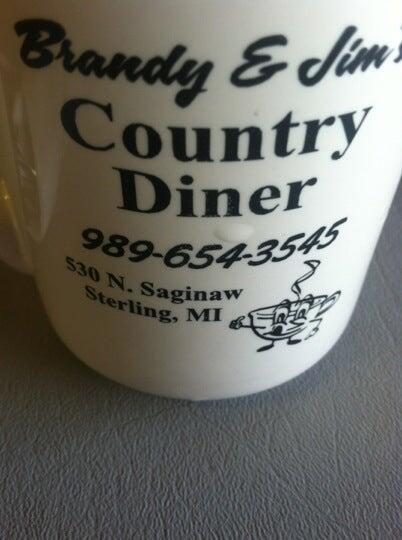 Brandy & Jim's
Country
Diner
989-654-3545
530 N. Saginaw
Sterling, MI